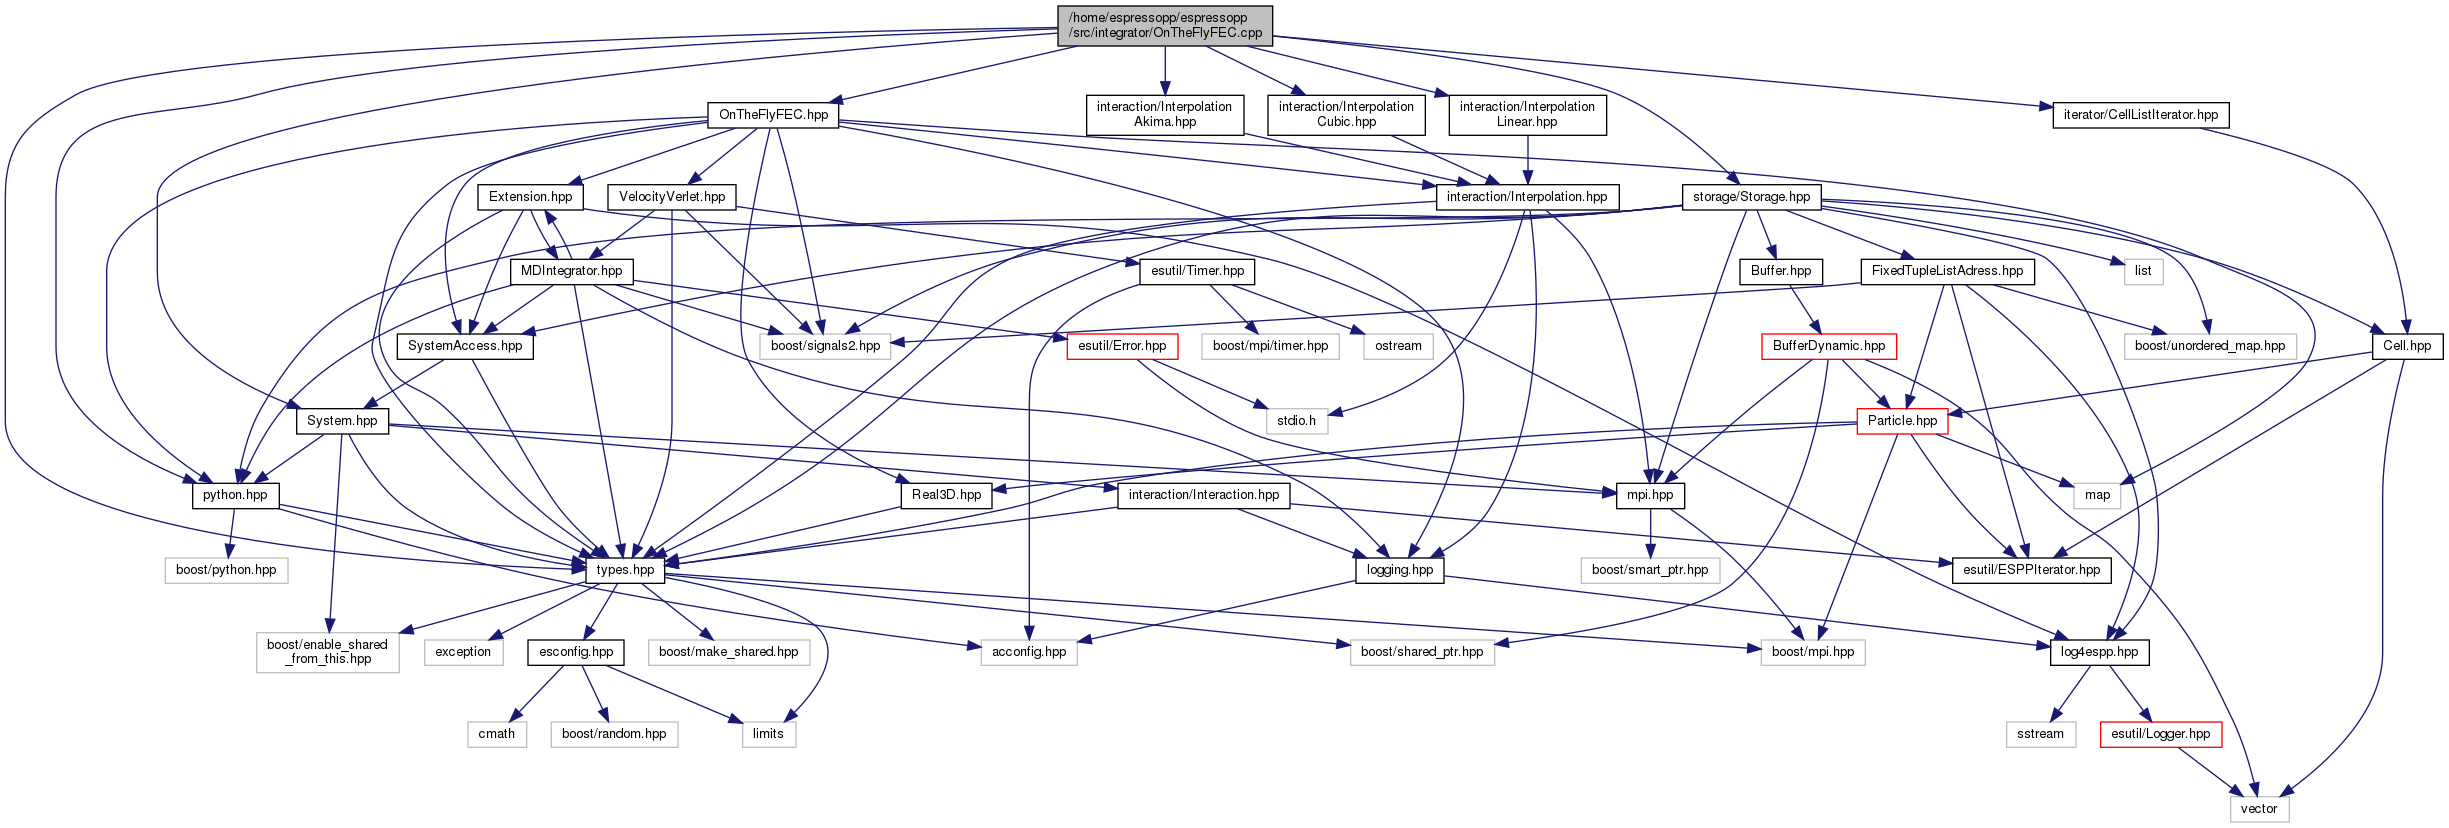 /home/espressopp/espressopp
/src/integrator/OnTheFlyFEC.cpp
OnTheFlyFEC.hpp
interaction/Interpolation
Akima.hpp
interaction/Interpolation
Cubic.hpp
interaction/Interpolation
Linear.hpp
iterator/CellListIterator.hpp
Extension.hpp
VelocityVerlet.hpp
interaction/Interpolation.hpp
storage/Storage.hpp
MDIntegrator.hpp
esutil/Timer.hpp
Buffer.hpp
FixedTupleListAdress.hpp
list
SystemAccess.hpp
boost/signals2.hpp
esutil/Error.hpp
boost/mpi/timer.hpp
ostream
BufferDynamic.hpp
boost/unordered_map.hpp
Cell.hpp
System.hpp
stdio.h
Particle.hpp
python.hpp
Real3D.hpp
interaction/Interaction.hpp
mpi.hpp
map
boost/python.hpp
types.hpp
logging.hpp
boost/smart_ptr.hpp
esutil/ESPPIterator.hpp
boost/enable_shared
_from_this.hpp
exception
esconfig.hpp
boost/make_shared.hpp
acconfig.hpp
boost/shared_ptr.hpp
boost/mpi.hpp
log4espp.hpp
cmath
boost/random.hpp
limits
sstream
esutil/Logger.hpp
vector